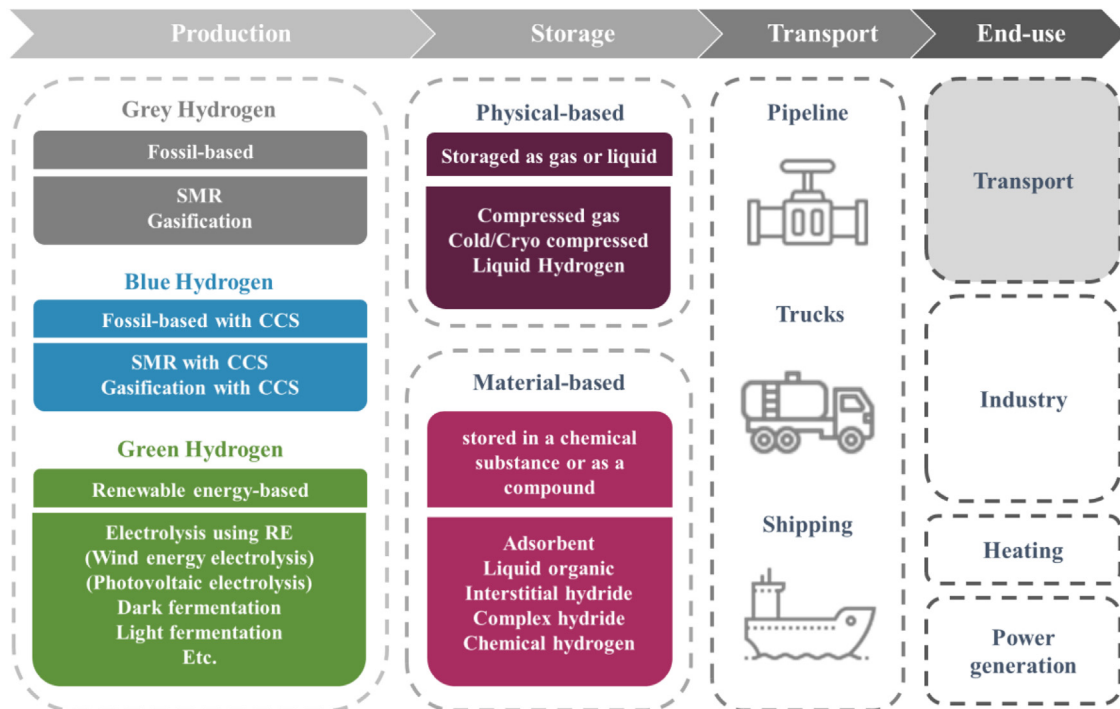 Production
Storage
Transport
End-use
Grey Hydrogen
Fossil-based
SMR
Gasification
Blue Hydrogen
Fossil-based with CCS
SMR with CCS
Gasification with CCS
Green Hydrogen
Renewable energy-based
Electrolysis using RE
(Wind energy electrolysis)
(Photovoltaic electrolysis)
Dark fermentation
Light fermentation
Etc.
Physical-based
Storaged as gas or liquid
Compressed gas
Cold/Cryo compressed
Liquid Hydrogen
Material-based
stored in a chemical
substance or as a
compound
Adsorbent
Liquid organic
Interstitial hydride
Complex hydride
Chemical hydrogen
Pipeline
Trucks
Shipping
Transport
Industry
Heating
Power
generation